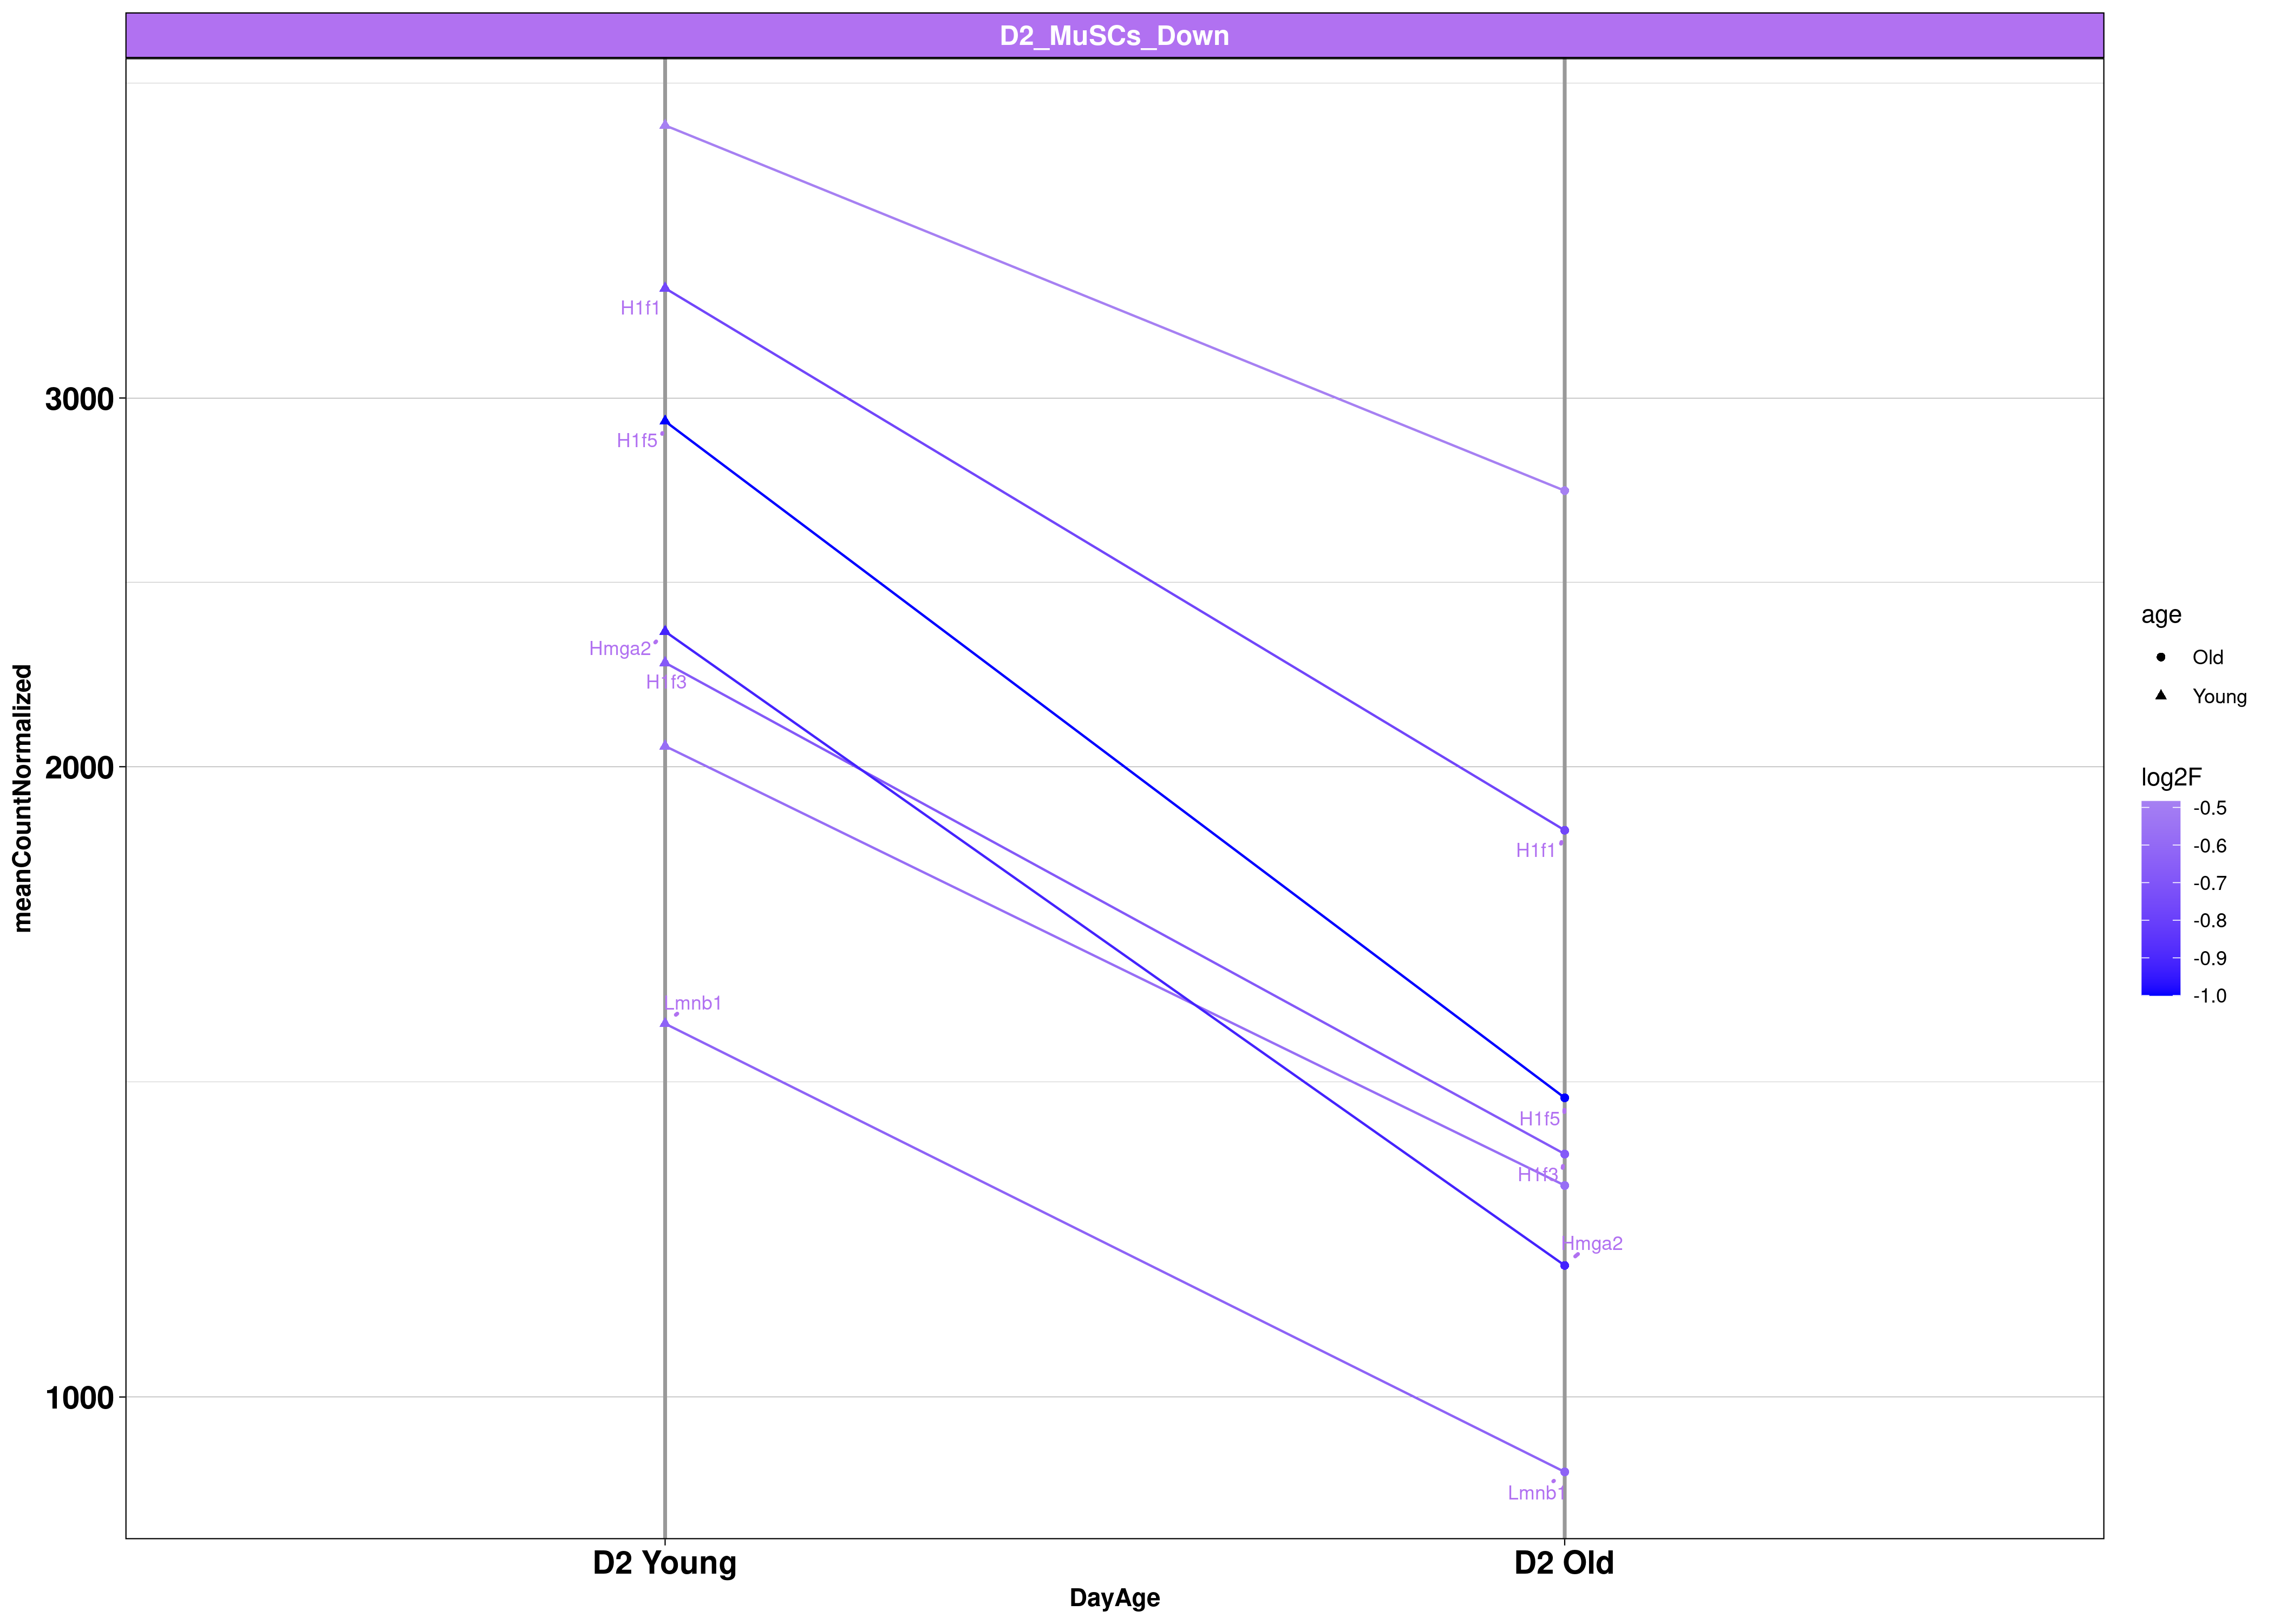 D2_MuSCs_Down
meanCountNormalized
3000
2000
1000
H1f1
H1f5
Hmga2
H1f3
Lmnb1
H1f1
H1f5
H1f3
Hmga2
Lmnb1
D2 Young
D2 Old
DayAge
age
Old
Young
log2F
-0.5
-0.6
-0.7
-0.8
-0.9
-1.0